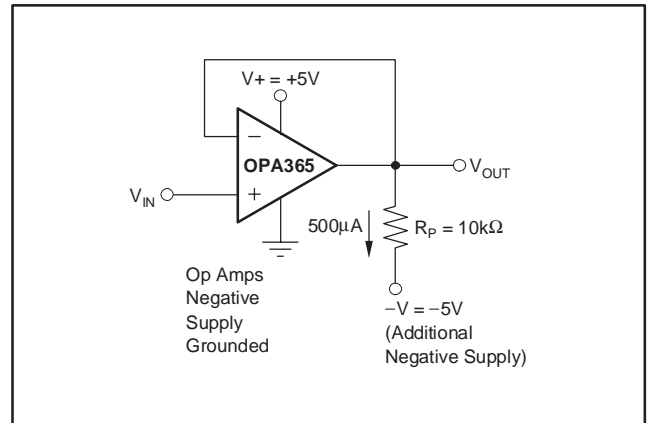 V+ = +5V
−
OPA365
+
V_IN
V_OUT
500μA
R_P = 10kΩ
Op Amps
Negative
Supply
Grounded
−V = −5V
(Additional
Negative Supply)